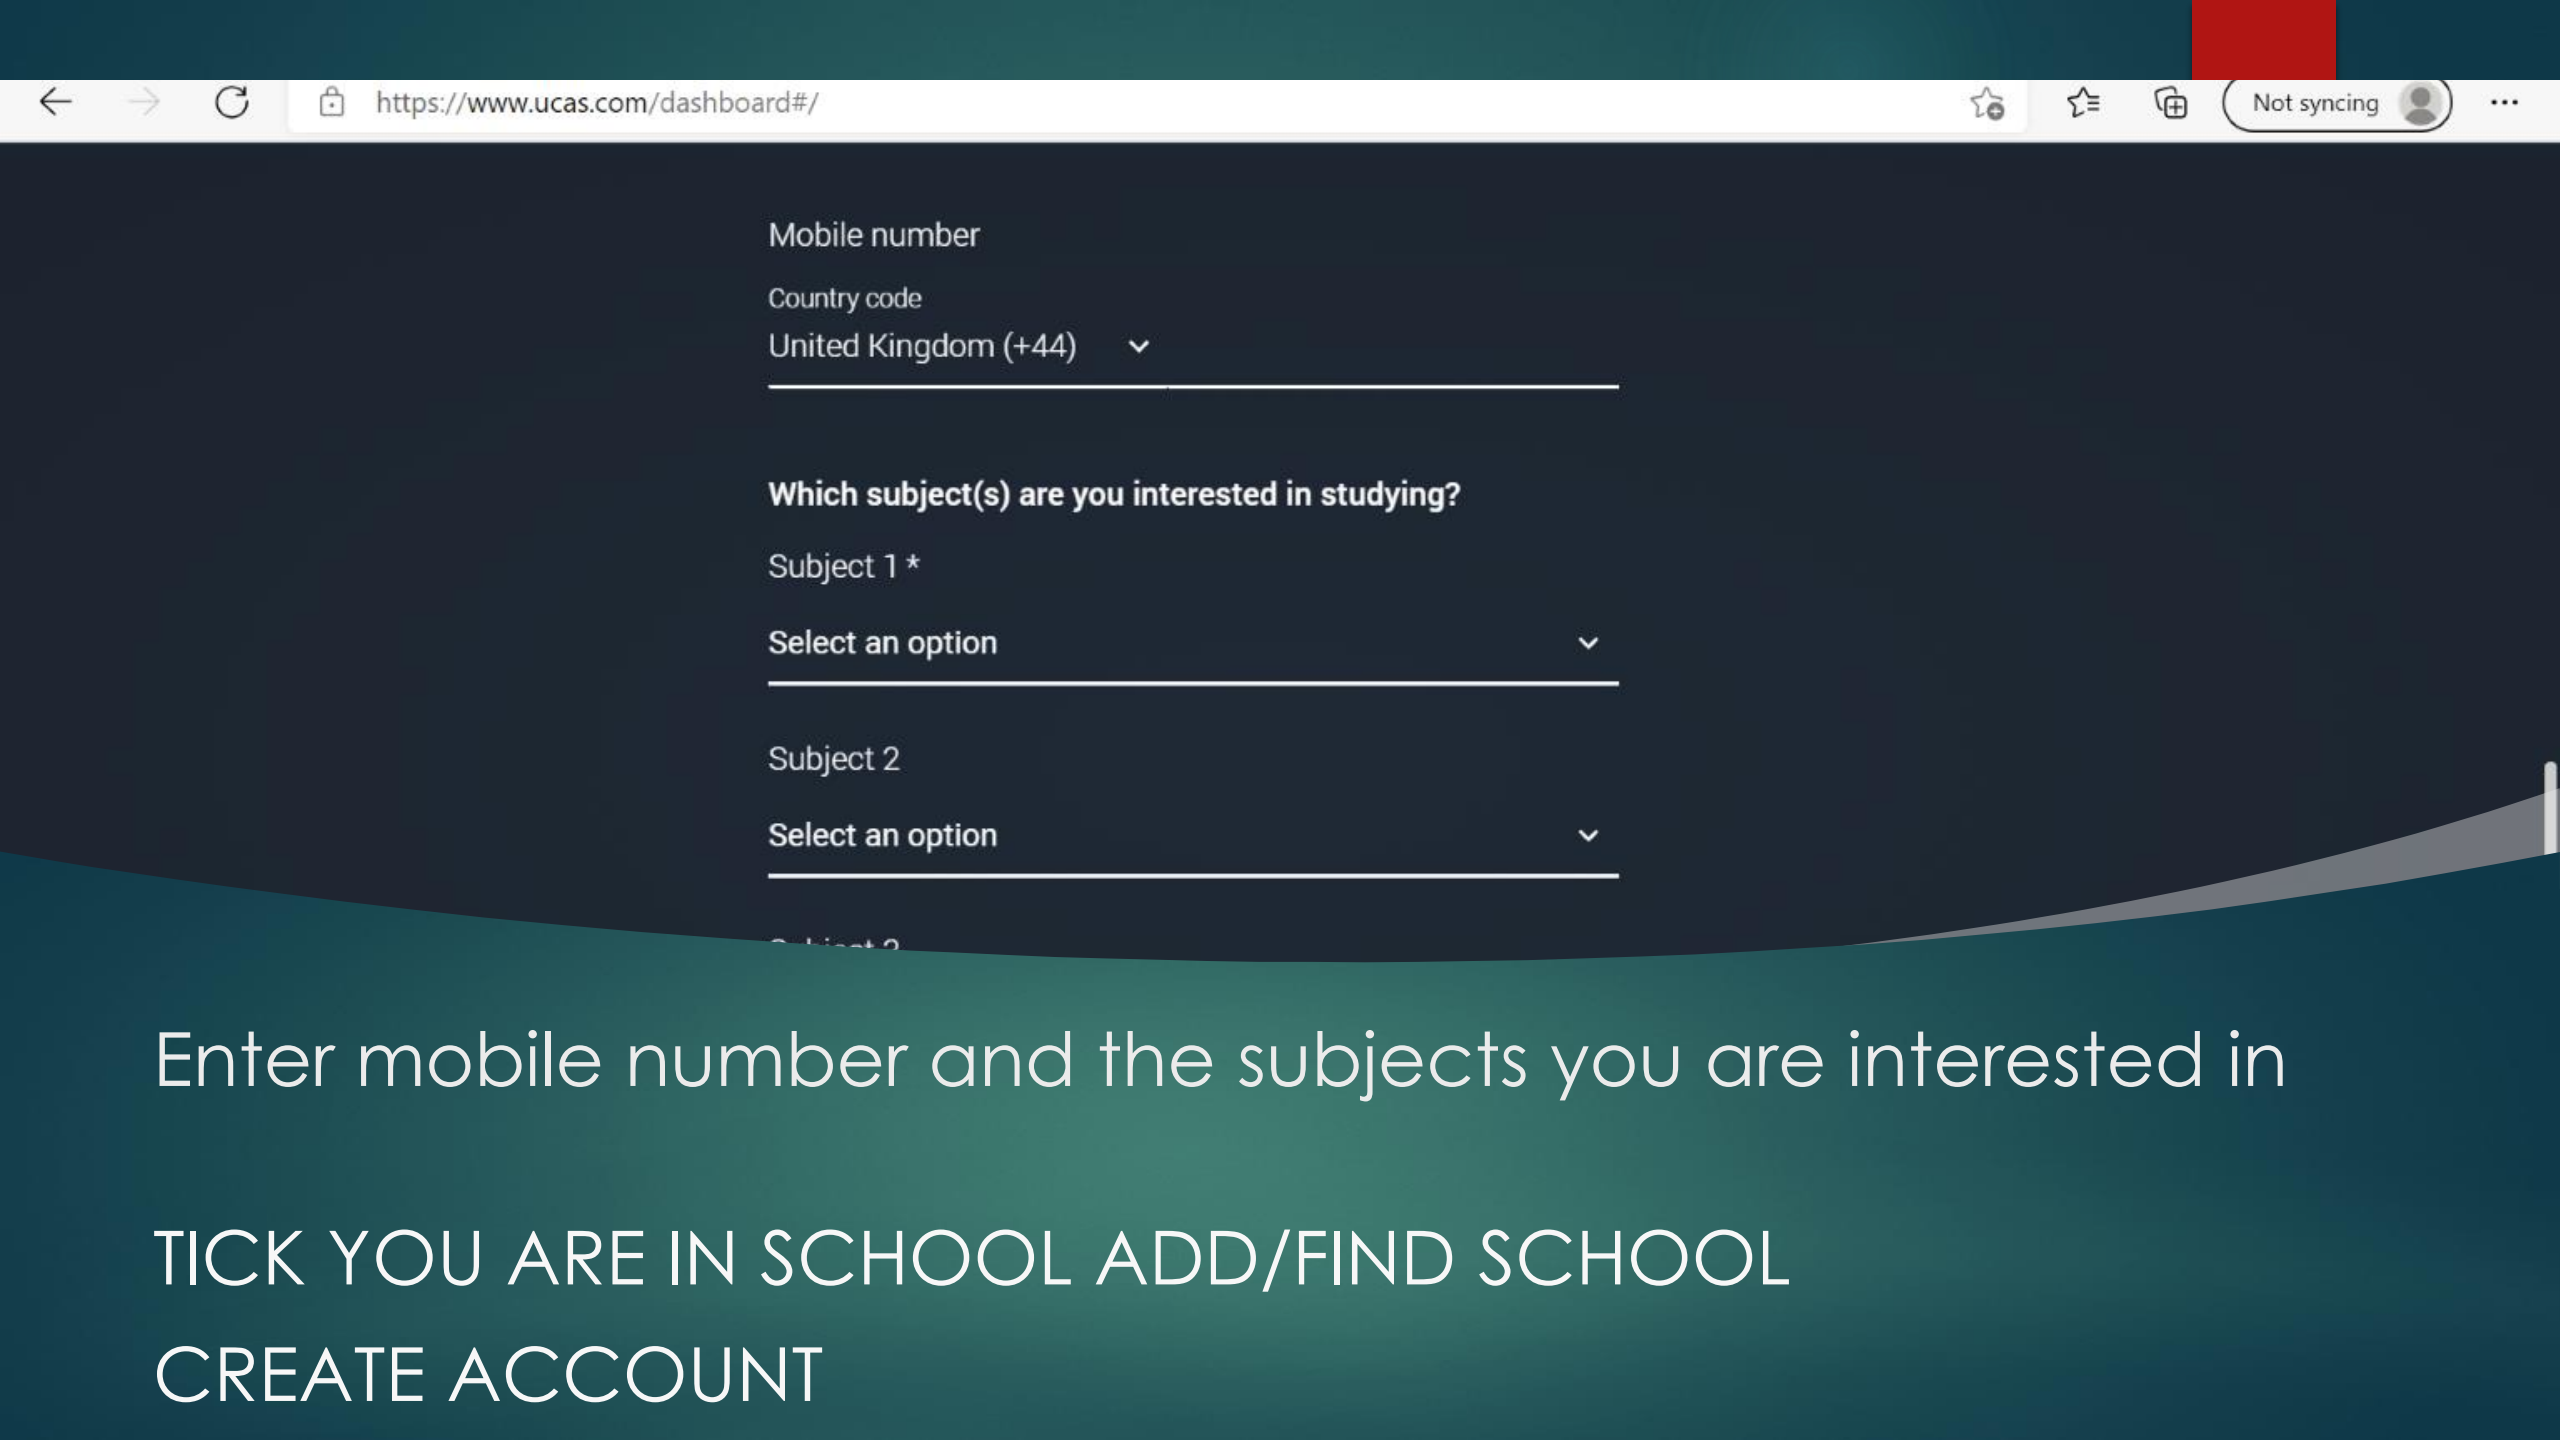 https://www.ucas.com/dashboard#/
Not syncing
Mobile number
Country code
United Kingdom (+44)
Which subject(s) are you interested in studying?
Subject 1 *
Select an option
Subject 2
Select an option
Enter mobile number and the subjects you are interested in
TICK YOU ARE IN SCHOOL ADD/FIND SCHOOL
CREATE ACCOUNT